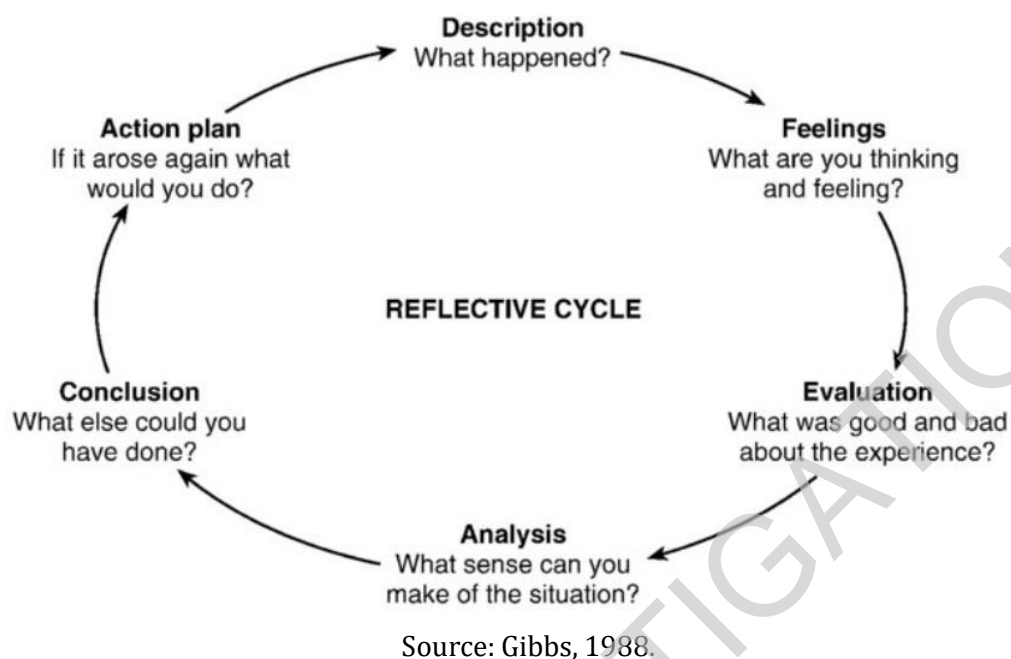 Description
What happened?
Feelings
What are you thinking
and feeling?
Evaluation
What was good and bad
about the experience?
Analysis
What sense can you
make of the situation?
Conclusion
What else could you
have done?
Action plan
If it arose again what
would you do?
REFLECTIVE CYCLE
Source: Gibbs, 1988.